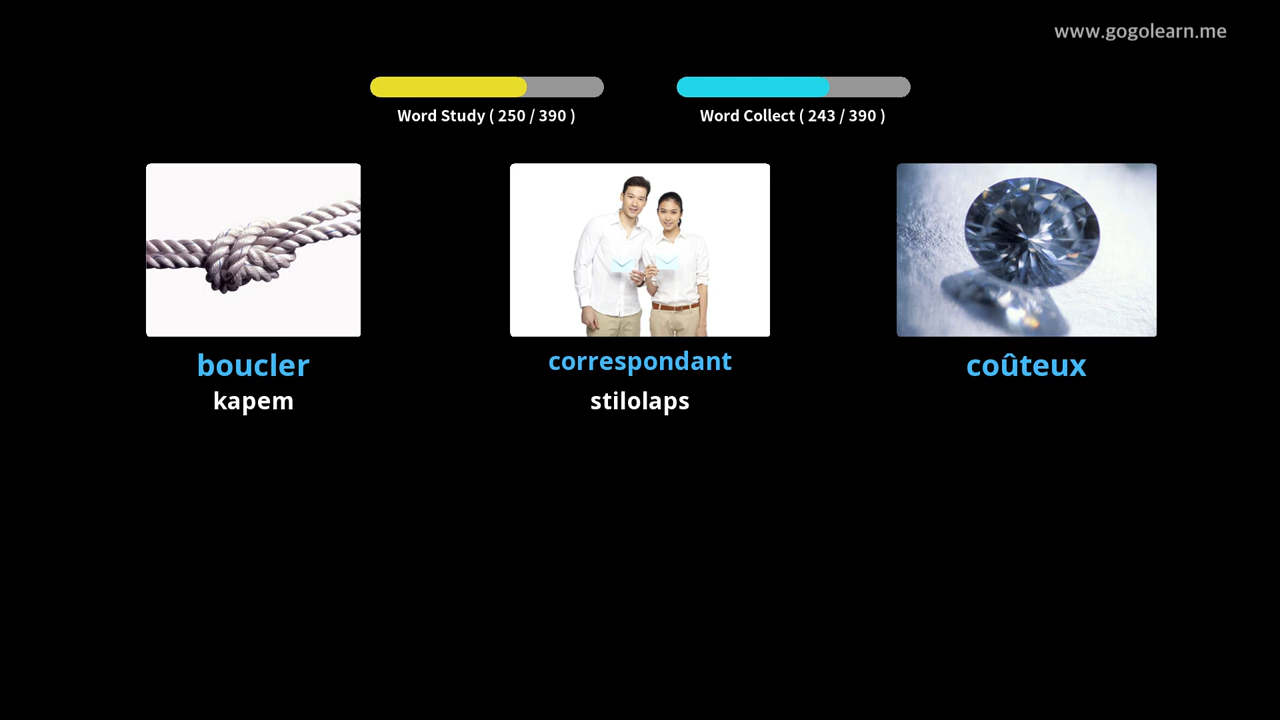 www.gogolearn.me
Word Study ( 250 / 390 )
Word Collect ( 243 / 390 )
boucler
kapem
correspondant
stilolaps
coûteux